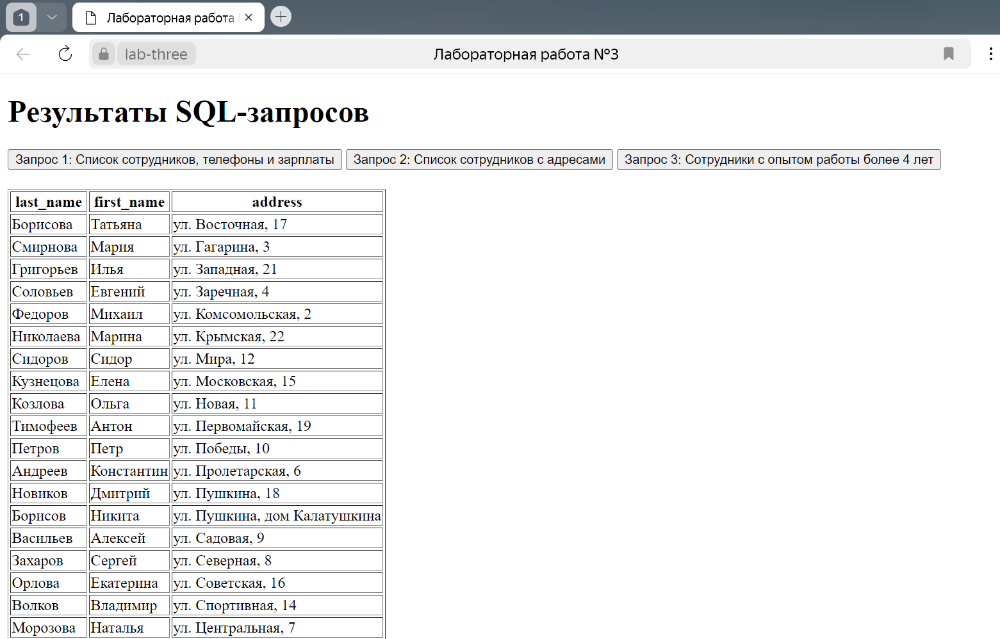 1 Лабораторная работа
lab-three Лабораторная работа №3
Результаты SQL-запросов
Запрос 1: Список сотрудников, телефоны и зарплаты Запрос 2: Список сотрудников с адресами Запрос 3: Сотрудники с опытом работы более 4 лет
last_name first_name address
Борисова Татьяна ул. Восточная, 17
Смирнова Мария ул. Гагарина, 3
Григорьев Илья ул. Западная, 21
Соловьев Евгений ул. Заречная, 4
Федоров Михаил ул. Комсомольская, 2
Николаева Марина ул. Крымская, 22
Сидоров Сидор ул. Мира, 12
Кузнецова Елена ул. Московская, 15
Козлова Ольга ул. Новая, 11
Тимофеев Антон ул. Первомайская, 19
Петров Петр ул. Победы, 10
Андреев Константин ул. Пролетарская, 6
Новиков Дмитрий ул. Пушкина, 18
Борисов Никита ул. Пушкина, дом Калатушкина
Васильев Алексей ул. Садовая, 9
Захаров Сергей ул. Северная, 8
Орлова Екатерина ул. Советская, 16
Волков Владимир ул. Спортивная, 14
Морозова Наталья ул. Центральная, 7